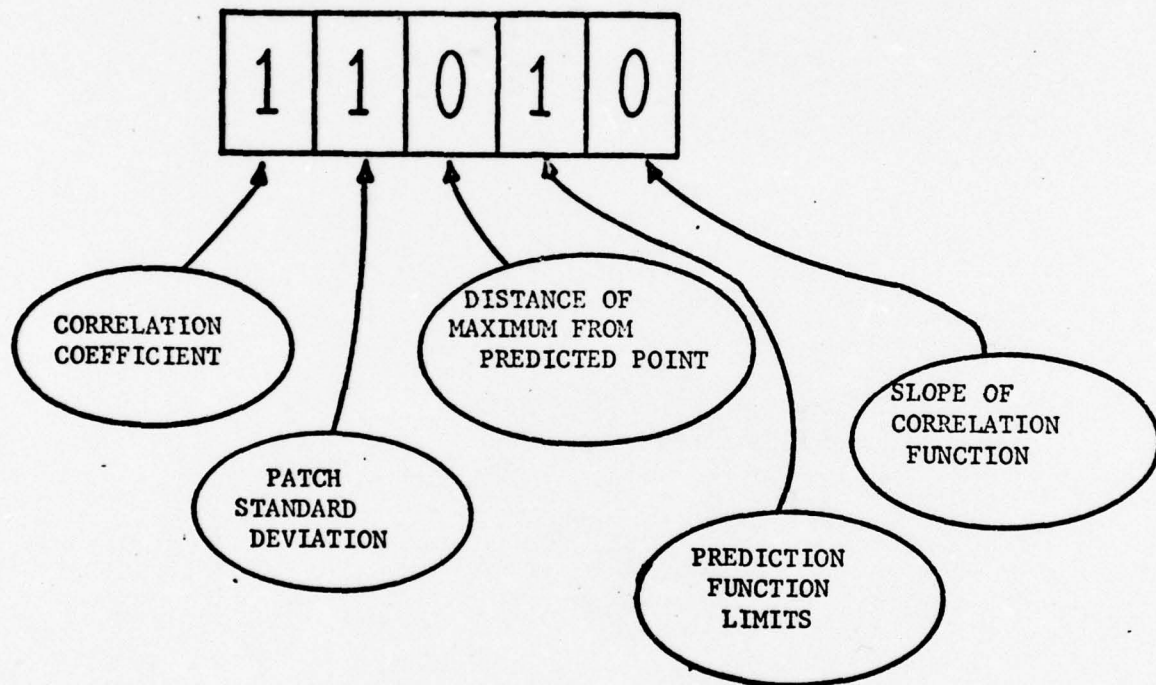 1 1 0 1 0
CORRELATION
COEFFICIENT
PATCH
STANDARD
DEVIATION
DISTANCE OF
MAXIMUM FROM
PREDICTED POINT
PREDICTION
FUNCTION
LIMITS
SLOPE OF
CORRELATION
FUNCTION